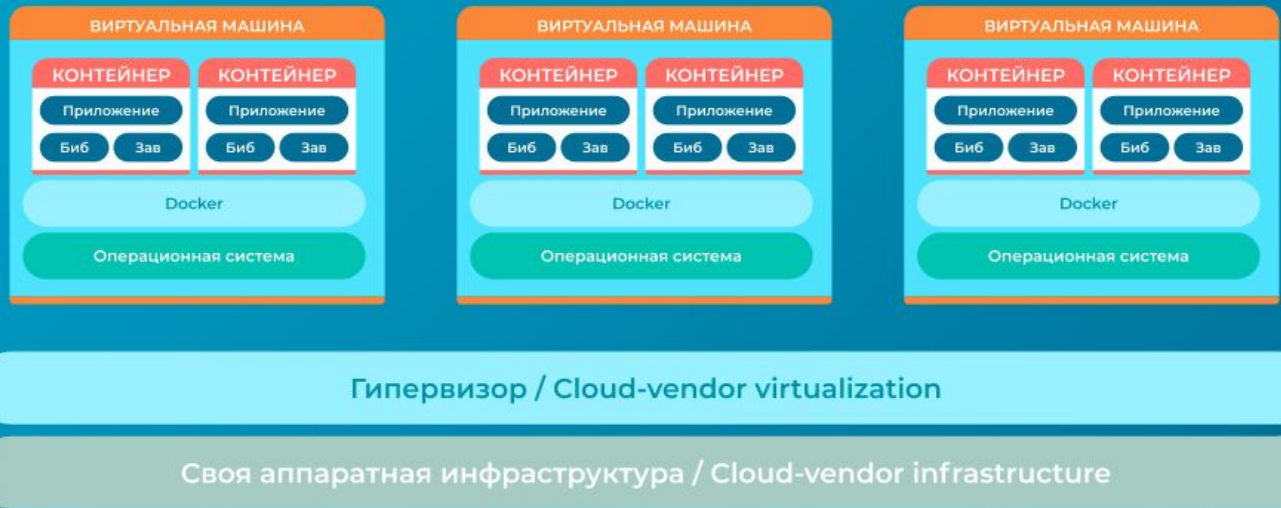 ВИРТУАЛЬНАЯ МАШИНА
КОНТЕЙНЕР КОНТЕЙНЕР
Приложение Приложение
Биб Зав Биб Зав
Docker
Операционная система
ВИРТУАЛЬНАЯ МАШИНА
КОНТЕЙНЕР КОНТЕЙНЕР
Приложение Приложение
Биб Зав Биб Зав
Docker
Операционная система
ВИРТУАЛЬНАЯ МАШИНА
КОНТЕЙНЕР КОНТЕЙНЕР
Приложение Приложение
Биб Зав Биб Зав
Docker
Операционная система
Гипервизор / Cloud-vendor virtualization
Своя аппаратная инфраструктура / Cloud-vendor infrastructure